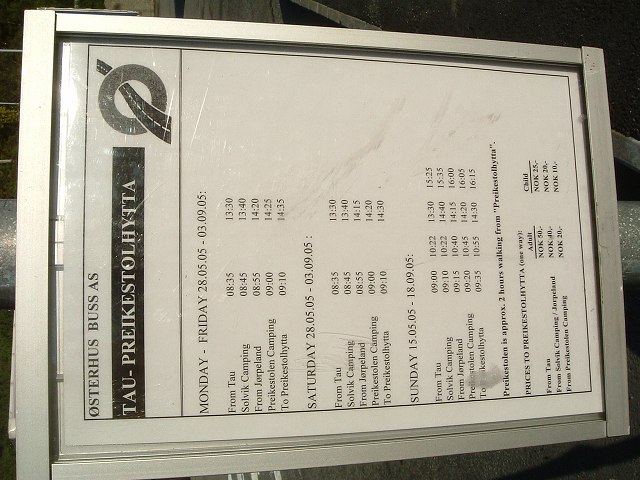 ØSTERHUS BUSS AS
TAU- PREIKESTOLHYTTA
MONDAY - FRIDAY 28.05.05 - 03.09.05:
From Tau 08:35 13:30
Solvik Camping 08:45 13:40
From Jørpeland 08:55 14:20
Preikestolen Camping 09:00 14:25
To Preikestolhytta 09:10 14:35
SATURDAY 28.05.05 - 03.09.05 :
From Tau 08:35 13:30
Solvik Camping 08:45 13:40
From Jørpeland 08:55 14:15
Preikestolen Camping 09:00 14:20
To Preikestolhytta 09:10 14:30
SUNDAY 15.05.05 - 18.09.05:
From Tau 09:00 10:22 13:30 15:25
Solvik Camping 09:10 10:22 14:40 15:35
From Jørpeland 09:15 10:40 14:15 16:00
Preikestolen Camping 09:20 10:45 14:20 16:05
To Preikestolhytta 09:35 10:55 14:30 16:15
Preikestolen is approx. 2 hours walking from "Preikestolhytta".
PRICES TO PREIKESTOLHYTTA (one way):
Adult Child
From Tau NOK 50,- NOK 25,-
From Solvik Camping / Jørpeland NOK 40,- NOK 20,-
From Preikestolen Camping NOK 20,- NOK 10,-